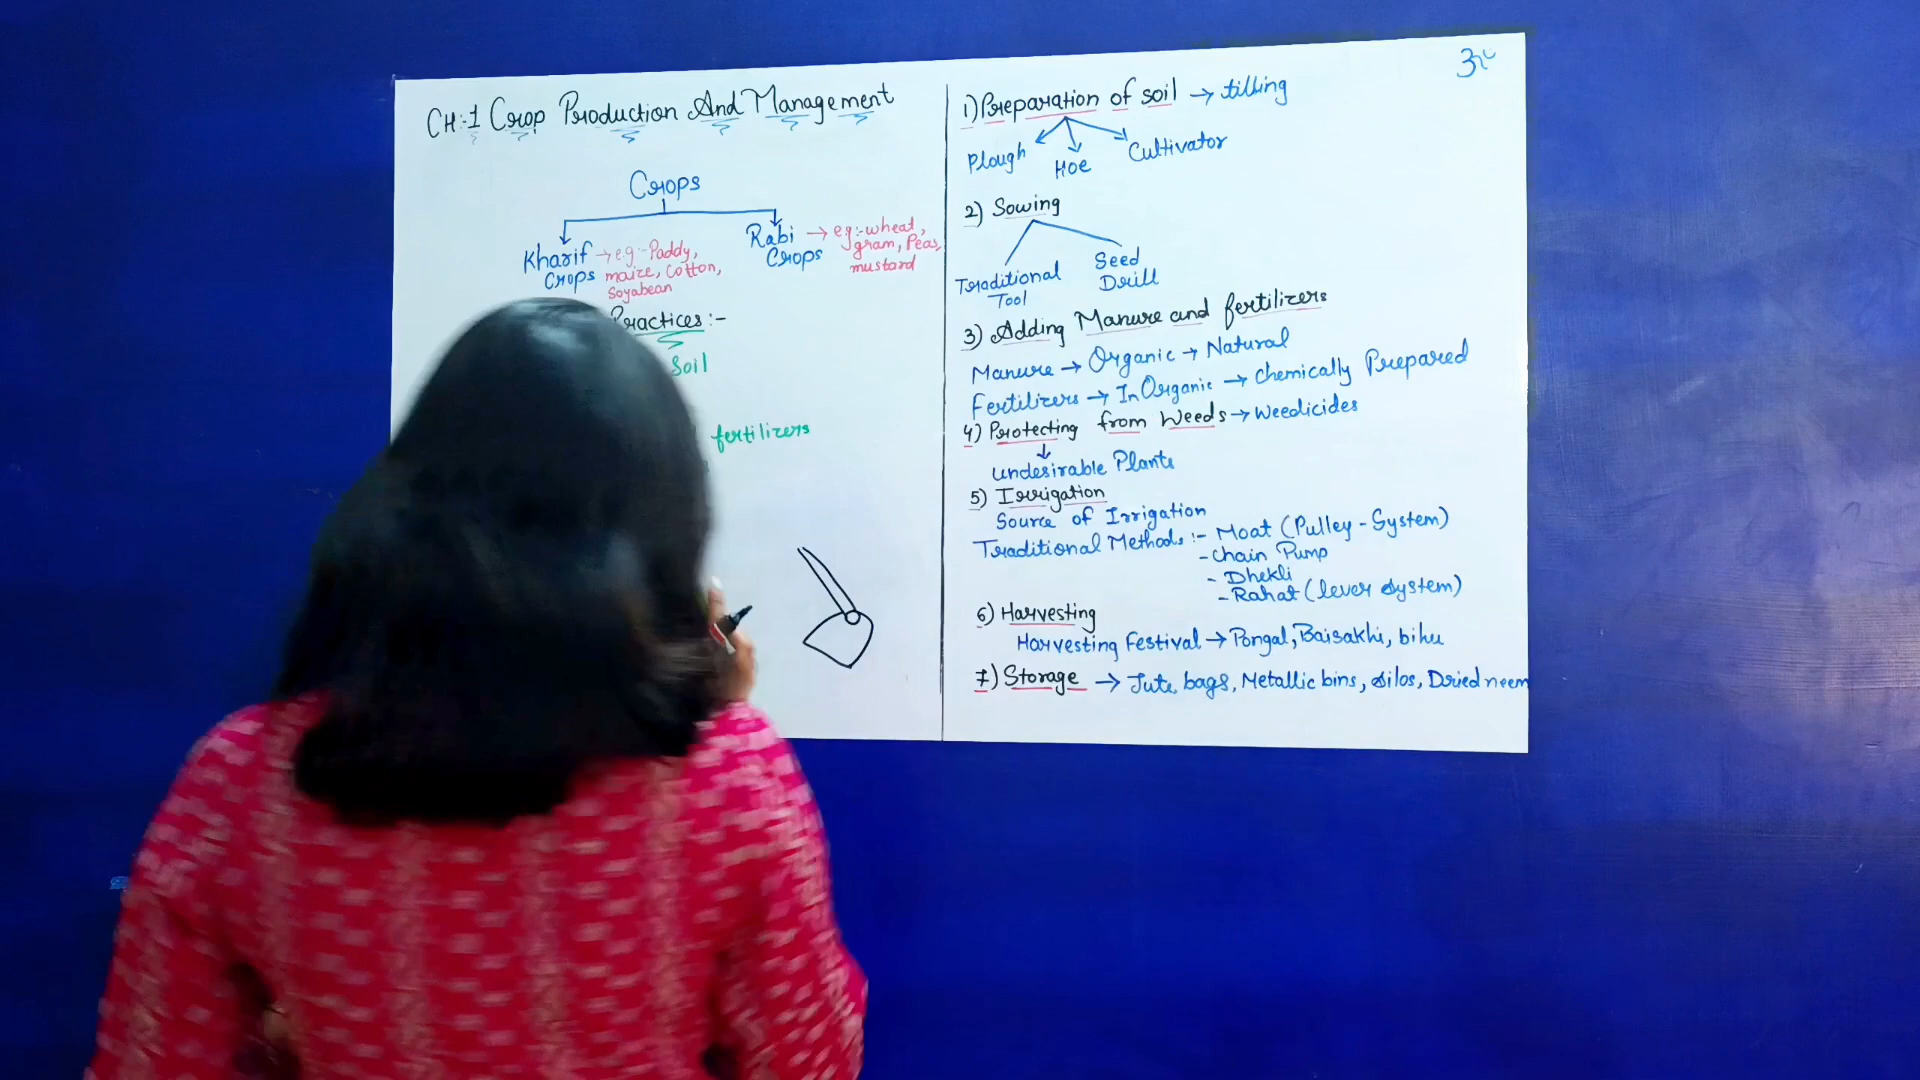 CH:-1 Crop Production And Management
Crops
Kharif Crops → e.g:- Paddy, maize, Cotton, Soyabean
Rabi Crops → eg:- wheat, gram, Peas, mustard
Practices:-
Soil
fertilizers
1) Preparation of soil → tilling
Plough
Hoe
Cultivator
2) Sowing
Traditional Tool
Seed Drill
3) Adding Manure and fertilizers
Manure → Organic → Natural
Fertilizers → InOrganic → Chemically Prepared
4) Protecting from Weeds → Weedicides
↓
undesirable Plants
5) Irrigation
Source of Irrigation
Traditional Methods :- Moat (Pulley-System)
- Chain Pump
- Dhekli
- Rahat (lever System)
6) Harvesting
Harvesting Festival → Pongal, Baisakhi, bihu
7) Storage → Jute bags, Metallic bins, Silos, Dried neem